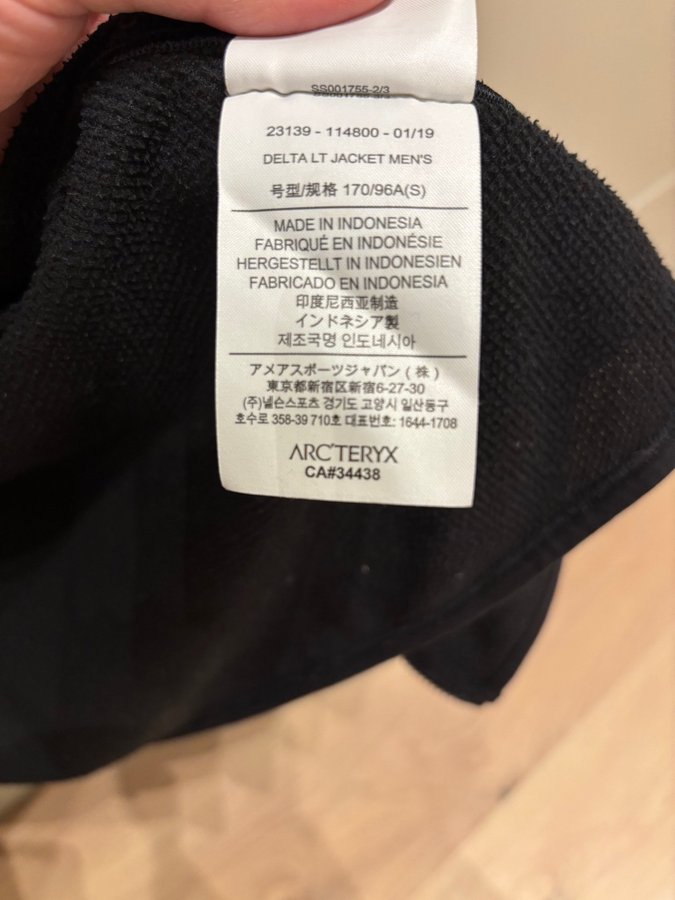 SS001755-2/3
23139 - 114800 - 01/19
DELTA LT JACKET MEN'S
号型/规格 170/96A(S)
MADE IN INDONESIA
FABRIQUÉ EN INDONÉSIE
HERGESTELLT IN INDONESIEN
FABRICADO EN INDONESIA
印度尼西亚制造
インドネシア製
제조국명 인도네시아
アメアスポーツジャパン(株)
東京都新宿区新宿6-27-30
(주)넬슨스포츠 경기도 고양시 일산동구
호수로 358-39 710호 대표번호: 1644-1708
ARC'TERYX
CA#34438